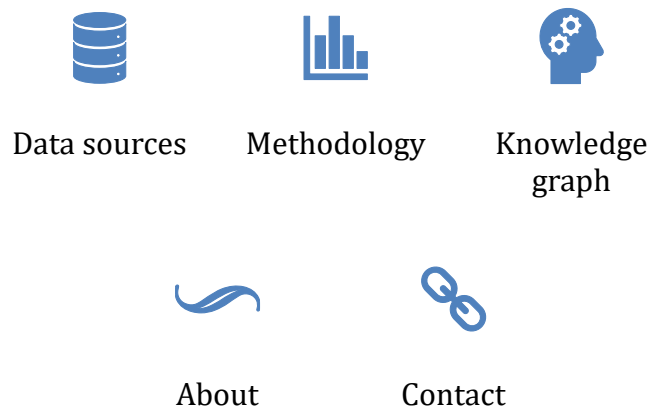 Data sources
Methodology
Knowledge
graph
About
Contact